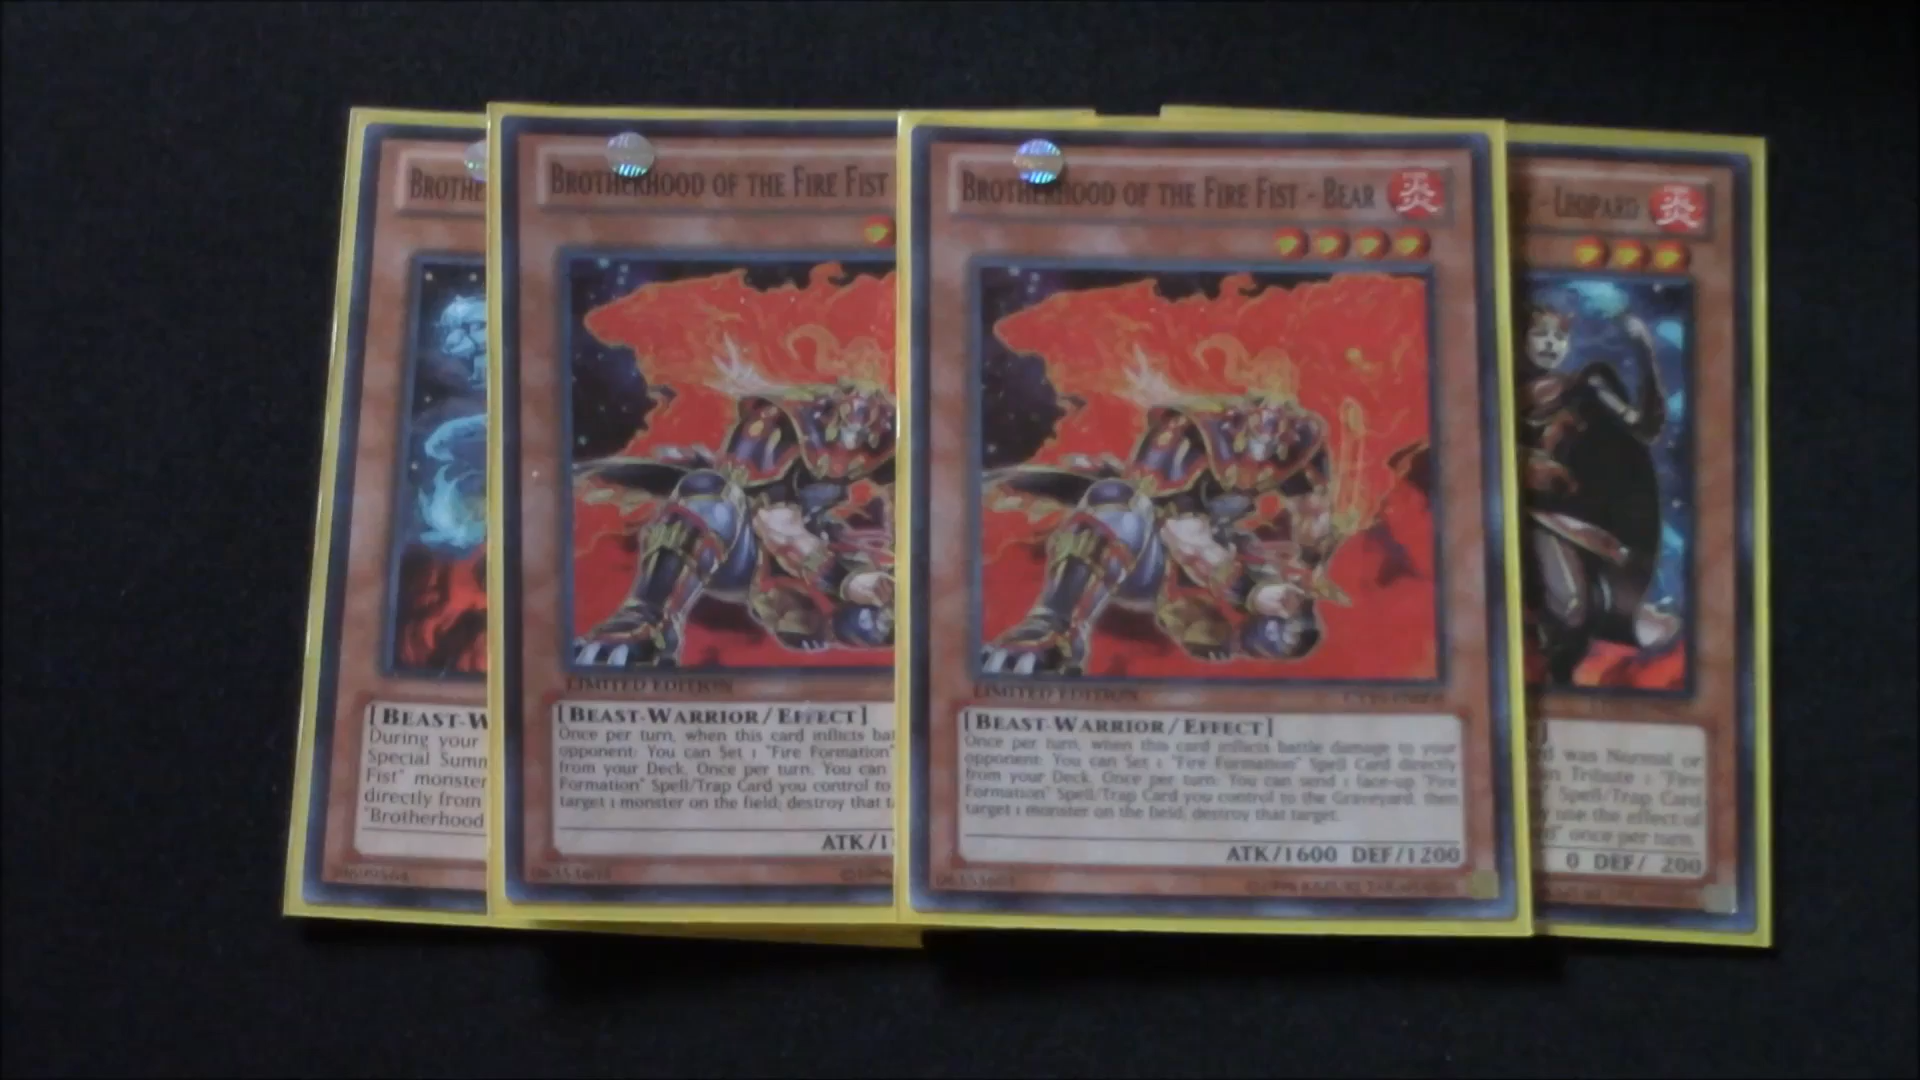 BROTHE
BROTHERHOOD OF THE FIRE FIST
BROTHERHOOD OF THE FIRE FIST - BEAR
炎
- LEOPARD
炎
[BEAST-W
During your
Special Summ
Fist" monster
directly from
"Brotherhood
LIMITED EDITION
[BEAST-WARRIOR/EFFECT]
Once per turn, when this card inflicts bat
opponent: You can Set 1 "Fire Formation"
from your Deck. Once per turn: You can
Formation" Spell/Trap Card you control to
target 1 monster on the field; destroy that ta
ATK/1
LIMITED EDITION
[BEAST-WARRIOR/EFFECT]
Once per turn, when this card inflicts battle damage to your
opponent: You can Set 1 "Fire Formation" Spell Card directly
from your Deck. Once per turn: You can send 1 face-up "Fire
Formation" Spell/Trap Card you control to the Graveyard, then
target 1 monster on the field; destroy that target.
ATK/1600 DEF/1200
d was Normal or
n Tribute 1 "Fire
Spell/Trap Card
y use the effect of
once per turn.
0 DEF/ 200